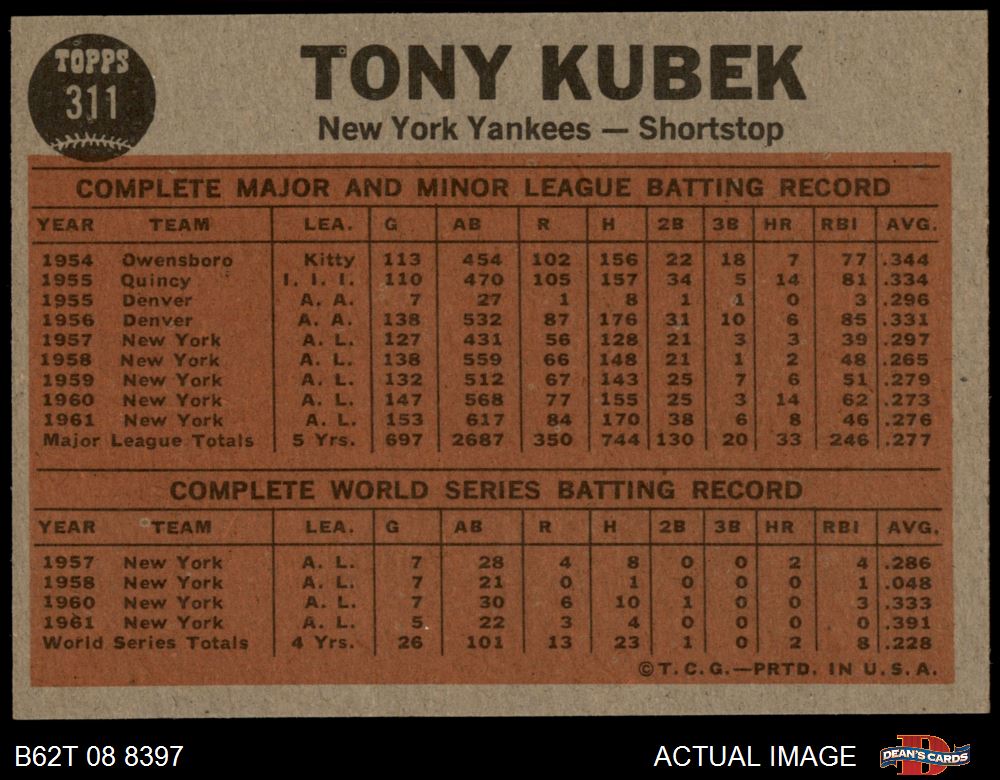 TOPPS
311
TONY KUBEK
New York Yankees — Shortstop
COMPLETE MAJOR AND MINOR LEAGUE BATTING RECORD
YEAR TEAM LEA. G AB R H 2B 3B HR RBI AVG.
1954 Owensboro Kitty 113 454 102 156 22 18 7 77 .344
1955 Quincy I. I. I. 110 470 105 157 34 5 14 81 .334
1955 Denver A. A. 7 27 1 8 1 1 0 3 .296
1956 Denver A. A. 138 532 87 176 31 10 6 85 .331
1957 New York A. L. 127 431 56 128 21 3 3 39 .297
1958 New York A. L. 138 559 66 148 21 1 2 48 .265
1959 New York A. L. 132 512 67 143 25 7 6 51 .279
1960 New York A. L. 147 568 77 155 25 3 14 62 .273
1961 New York A. L. 153 617 84 170 38 6 8 46 .276
Major League Totals 5 Yrs. 697 2687 350 744 130 20 33 246 .277
COMPLETE WORLD SERIES BATTING RECORD
YEAR TEAM LEA. G AB R H 2B 3B HR RBI AVG.
1957 New York A. L. 7 28 4 8 0 0 2 4 .286
1958 New York A. L. 7 21 0 1 0 0 0 1 .048
1960 New York A. L. 7 30 6 10 1 0 0 3 .333
1961 New York A. L. 5 22 3 4 0 0 0 0 .391
World Series Totals 4 Yrs. 26 101 13 23 1 0 2 8 .228
© T. C. G.—PRTD. IN U. S. A.
B62T 08 8397
ACTUAL IMAGE
DEAN'S CARDS